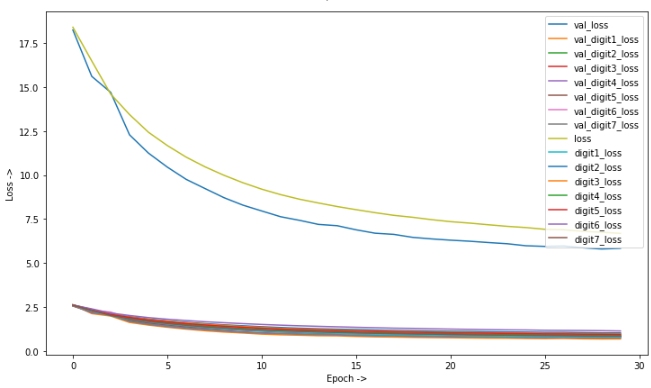 17.5
15.0
12.5
10.0
7.5
5.0
2.5
0.0
Loss ->
0 5 10 15 20 25 30
Epoch ->
val_loss
val_digit1_loss
val_digit2_loss
val_digit3_loss
val_digit4_loss
val_digit5_loss
val_digit6_loss
val_digit7_loss
loss
digit1_loss
digit2_loss
digit3_loss
digit4_loss
digit5_loss
digit6_loss
digit7_loss